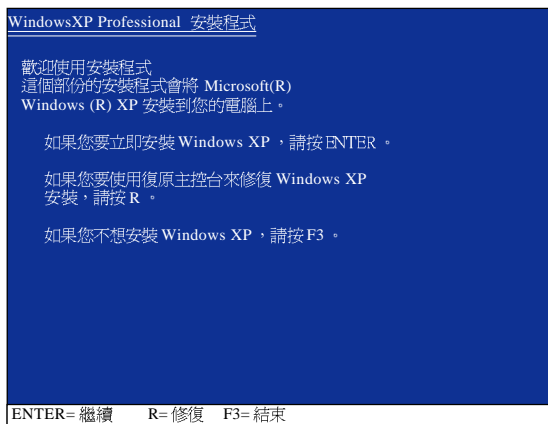 WindowsXP Professional 安裝程式
歡迎使用安裝程式
這個部份的安裝程式會將 Microsoft(R)
Windows (R) XP 安裝到您的電腦上。
如果您要立即安裝 Windows XP ，請按 ENTER 。
如果您要使用復原主控台來修復 Windows XP
安裝，請按 R 。
如果您不想安裝 Windows XP ，請按 F3 。
ENTER= 繼續 R= 修復 F3= 結束